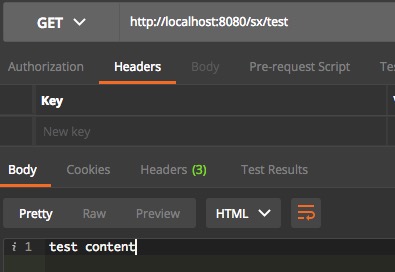 GET http://localhost:8080/sx/test
Authorization Headers Body Pre-request Script
Key
New key
Body Cookies Headers (3) Test Results
Pretty Raw Preview HTML
i 1 test content